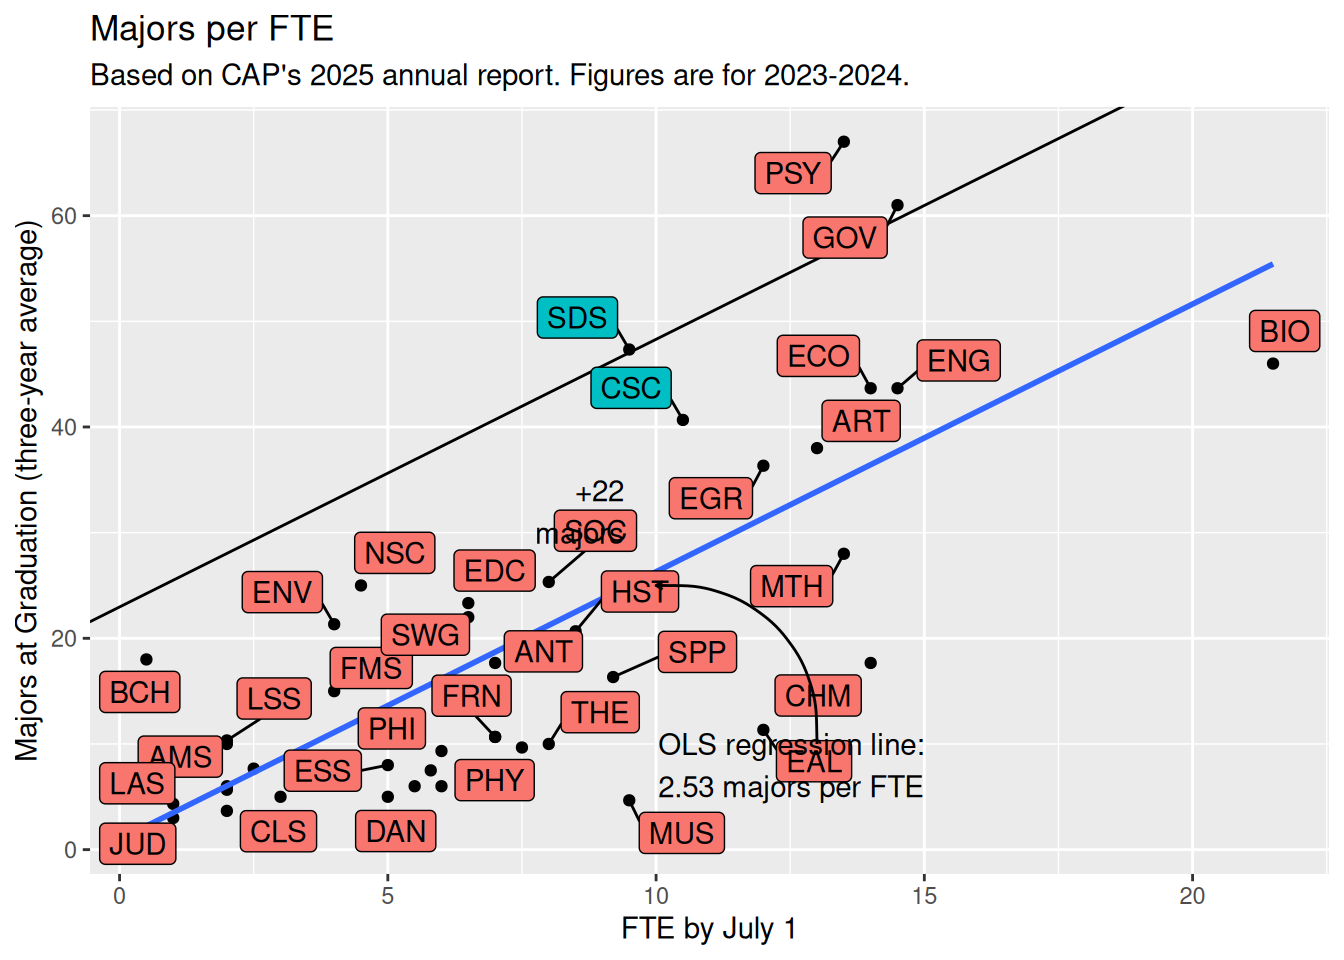 Majors per FTE
Based on CAP's 2025 annual report. Figures are for 2023-2024.
Majors at Graduation (three-year average)
60
40
20
0
PSY
GOV
SDS
BIO
ECO
ENG
CSC
ART
EGR
+22
majors
SOC
NSC
EDC
ENV
HST
MTH
SWG
ANT
SPP
FMS
BCH
LSS
FRN
CHM
THE
PHI
OLS regression line:
2.53 majors per FTE
AMS
EAL
ESS
LAS
PHY
CLS
DAN
MUS
JUD
0
5
10
15
20
FTE by July 1